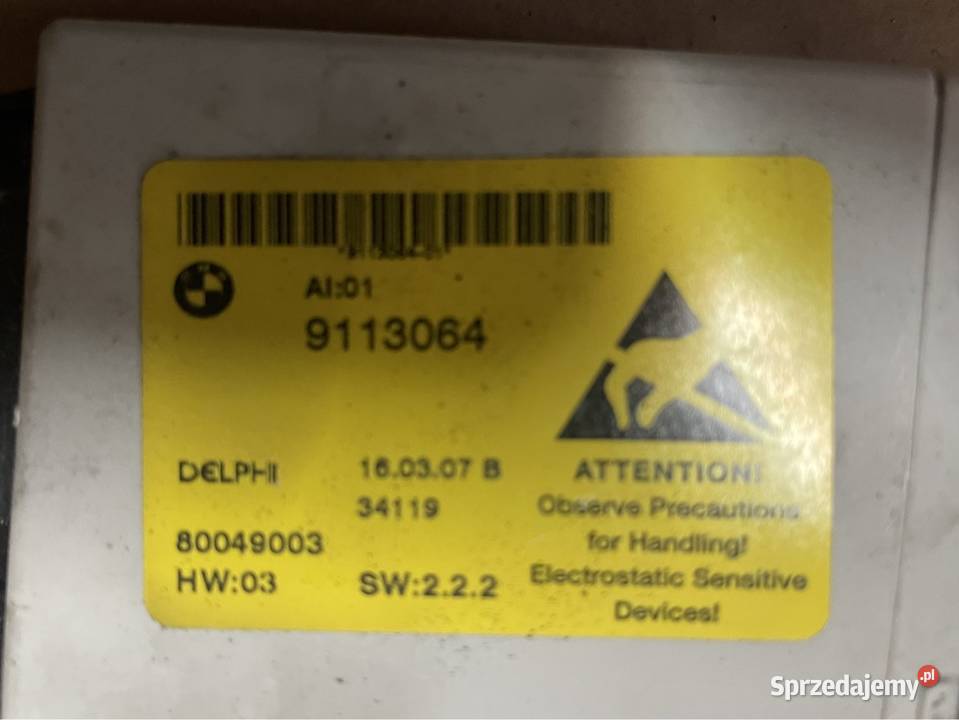 AI:01
9113064
DELPHI
16.03.07 B
34119
80049003
HW:03
SW:2.2.2
ATTENTION!
Observe Precautions
for Handling!
Electrostatic Sensitive
Devices!
Sprzedajemy.pl